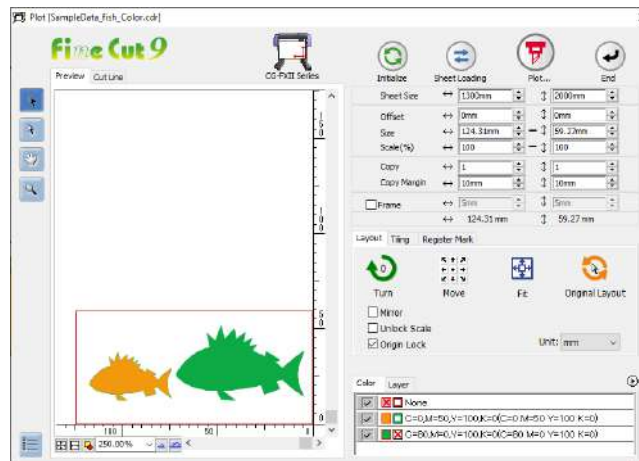 Plot [SampleData_fish_Color.cdr]
Fine Cut 9
CG-FXII Series
Initialize
Sheet Loading
Plot...
End
Preview
Cut Line
Sheet Size
1300mm
2000mm
Offset
0mm
0mm
Size
124.31mm
59.27mm
Scale(%)
100
100
Copy
1
1
Copy Margin
10mm
10mm
Frame
5mm
5mm
124.31 mm
59.27 mm
Layout
Tiling
Register Mark
0
Turn
Move
Fit
Original Layout
Mirror
Unlock Scale
Origin Lock
Unit:
mm
Color
Layer
None
C=0,M=50,Y=100,K=0(C=0 M=50 Y=100 K=0)
C=80,M=0,Y=100,K=0(C=80 M=0 Y=100 K=0)
100
50
0
250.00%